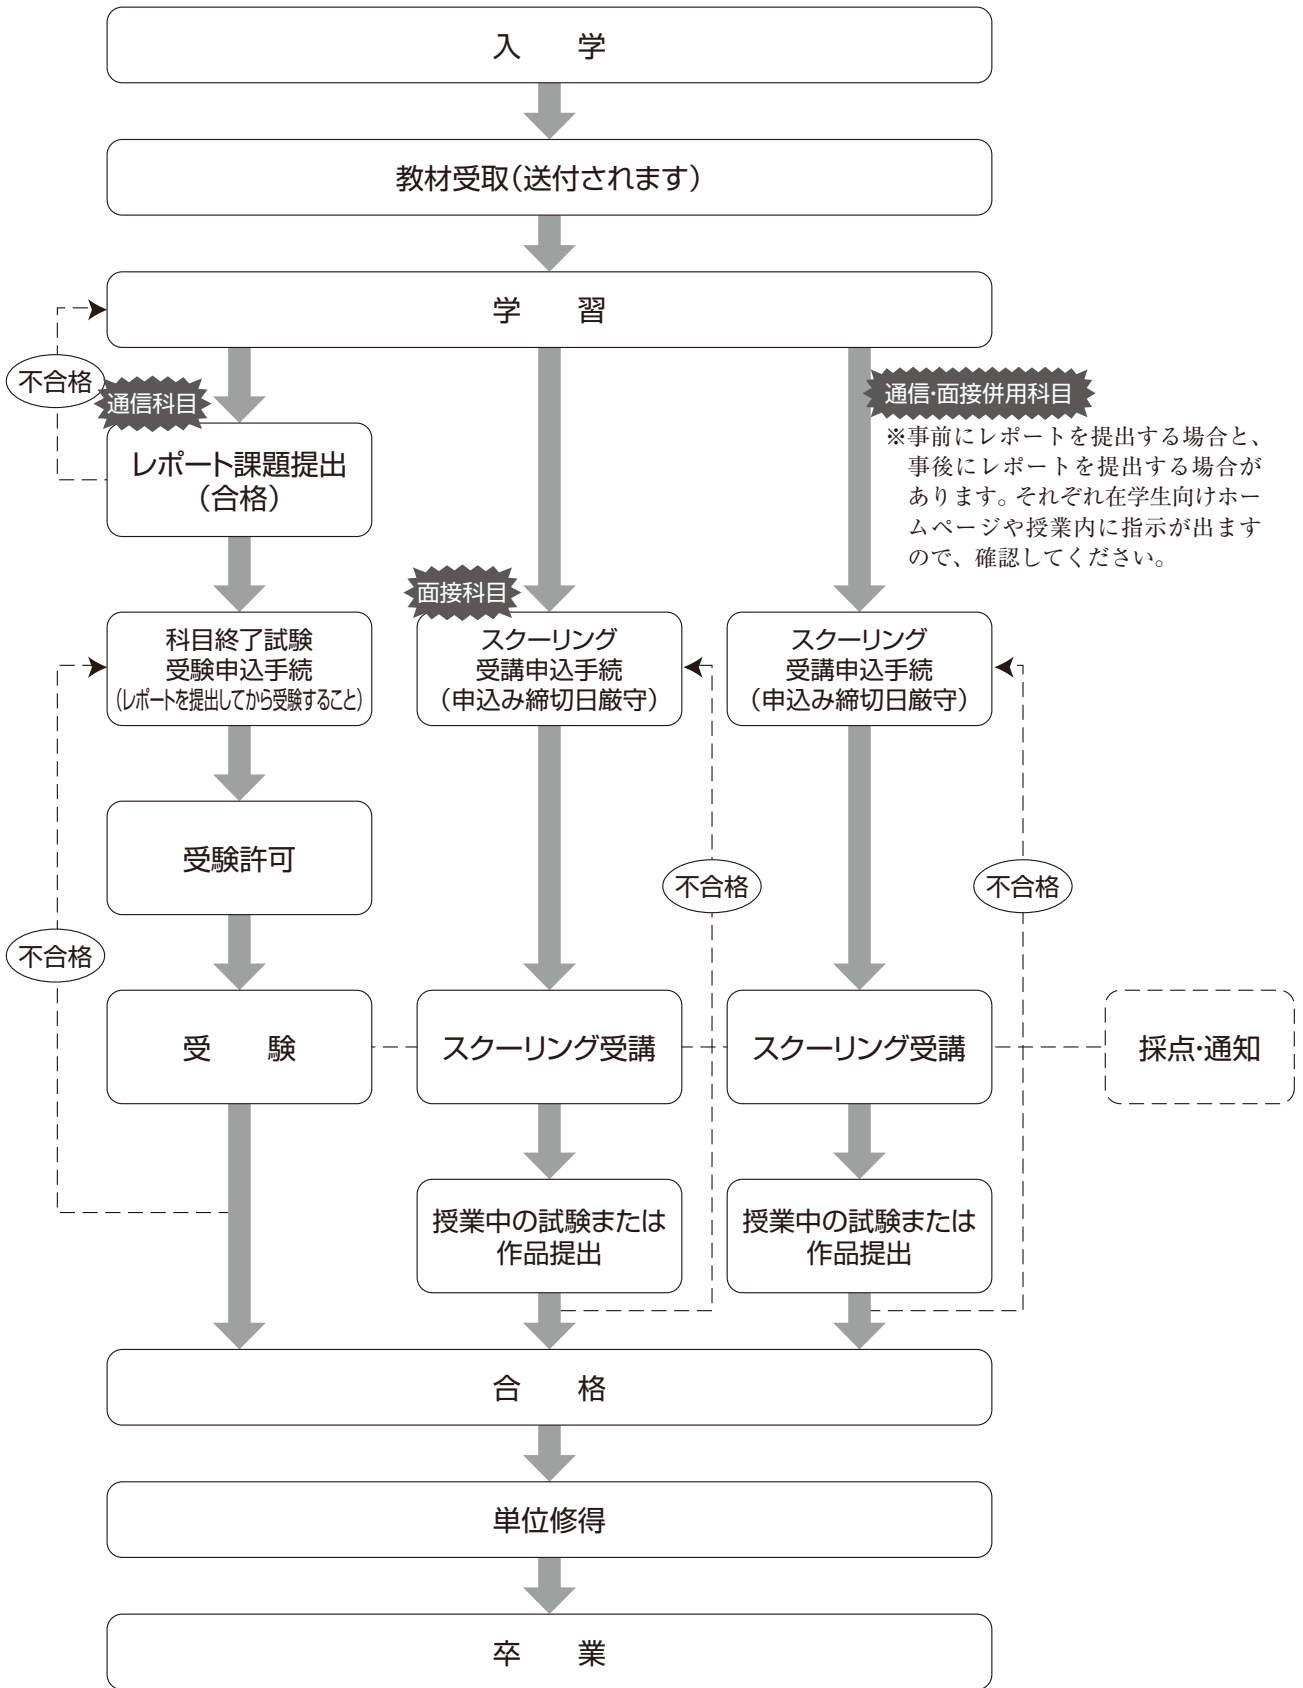 入　学
教材受取（送付されます）
学　習
不合格
通信科目
レポート課題提出
（合格）
通信・面接併用科目
※事前にレポートを提出する場合と、
事後にレポートを提出する場合が
あります。それぞれ在学生向けホー
ムページや授業内に指示が出ます
ので、確認してください。
科目終了試験
受験申込手続
（レポートを提出してから受験すること）
面接科目
スクーリング
受講申込手続
（申込み締切日厳守）
スクーリング
受講申込手続
（申込み締切日厳守）
受験許可
不合格
不合格
不合格
受　験
スクーリング受講
スクーリング受講
採点・通知
授業中の試験または
作品提出
授業中の試験または
作品提出
合　格
単位修得
卒　業